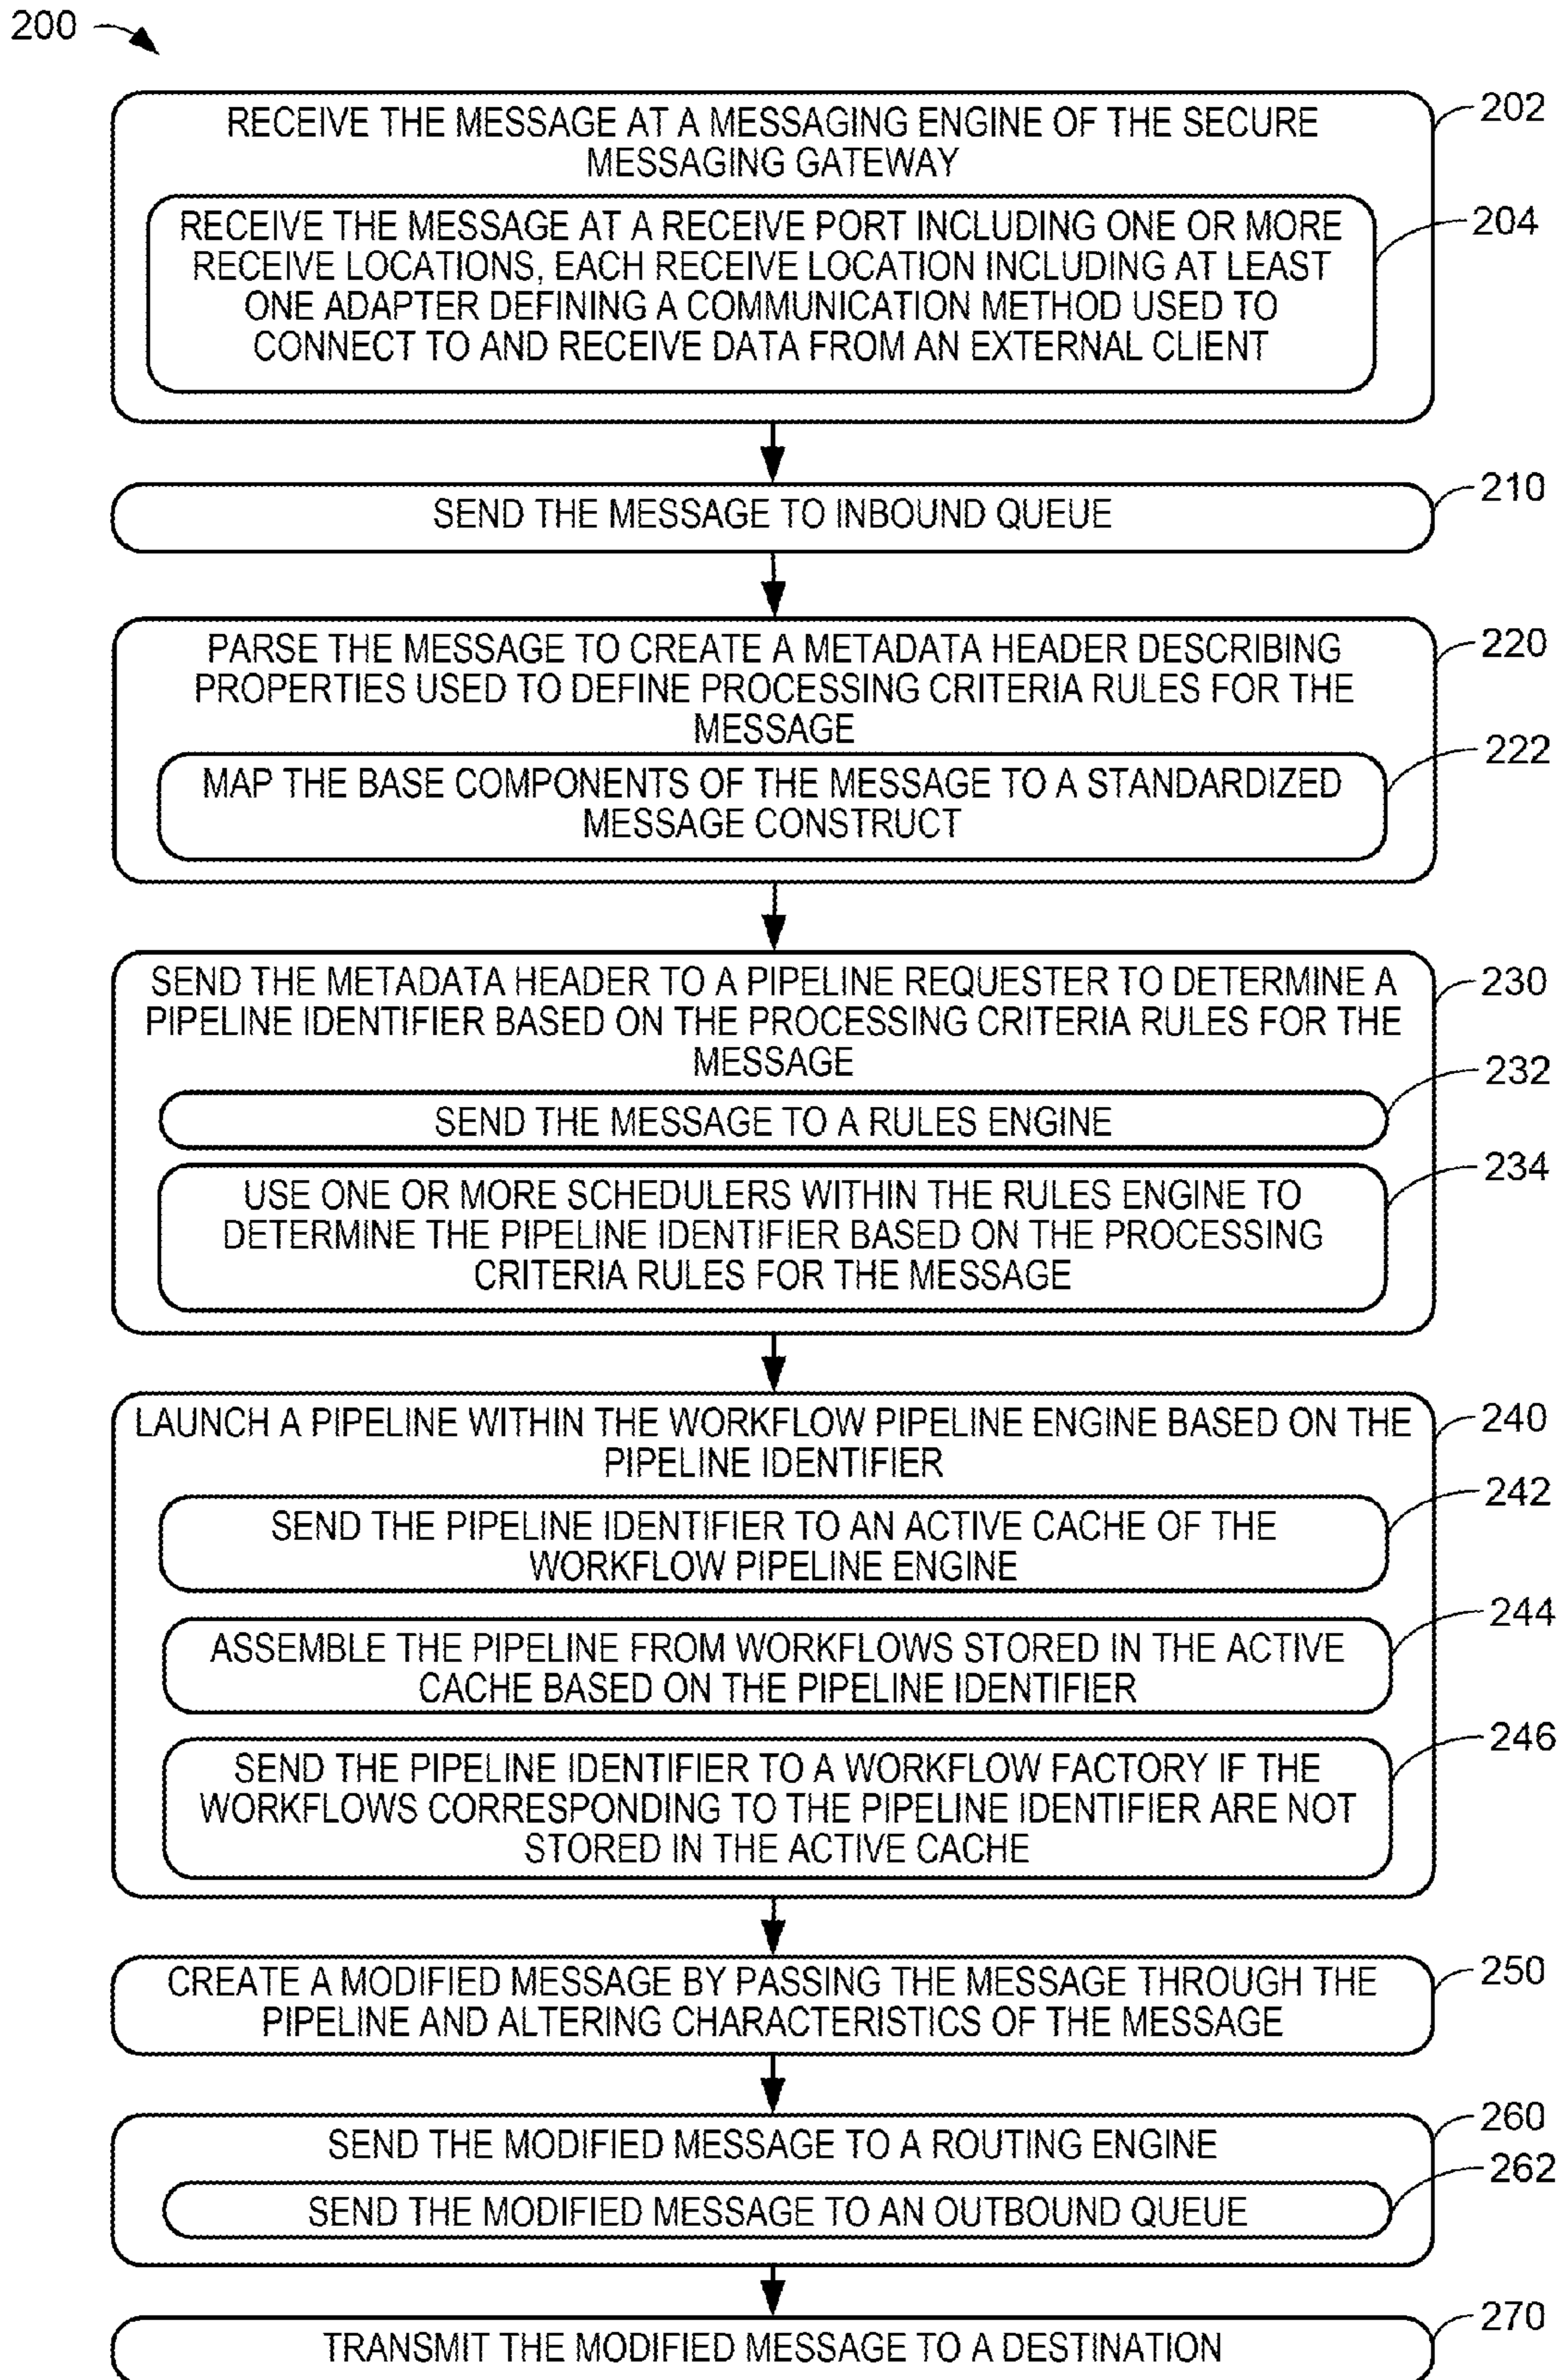 200
RECEIVE THE MESSAGE AT A MESSAGING ENGINE OF THE SECURE
MESSAGING GATEWAY
202
RECEIVE THE MESSAGE AT A RECEIVE PORT INCLUDING ONE OR MORE
RECEIVE LOCATIONS, EACH RECEIVE LOCATION INCLUDING AT LEAST
ONE ADAPTER DEFINING A COMMUNICATION METHOD USED TO
CONNECT TO AND RECEIVE DATA FROM AN EXTERNAL CLIENT
204
SEND THE MESSAGE TO INBOUND QUEUE
210
PARSE THE MESSAGE TO CREATE A METADATA HEADER DESCRIBING
PROPERTIES USED TO DEFINE PROCESSING CRITERIA RULES FOR THE
MESSAGE
220
MAP THE BASE COMPONENTS OF THE MESSAGE TO A STANDARDIZED
MESSAGE CONSTRUCT
222
SEND THE METADATA HEADER TO A PIPELINE REQUESTER TO DETERMINE A
PIPELINE IDENTIFIER BASED ON THE PROCESSING CRITERIA RULES FOR THE
MESSAGE
230
SEND THE MESSAGE TO A RULES ENGINE
232
USE ONE OR MORE SCHEDULERS WITHIN THE RULES ENGINE TO
DETERMINE THE PIPELINE IDENTIFIER BASED ON THE PROCESSING
CRITERIA RULES FOR THE MESSAGE
234
LAUNCH A PIPELINE WITHIN THE WORKFLOW PIPELINE ENGINE BASED ON THE
PIPELINE IDENTIFIER
240
SEND THE PIPELINE IDENTIFIER TO AN ACTIVE CACHE OF THE
WORKFLOW PIPELINE ENGINE
242
ASSEMBLE THE PIPELINE FROM WORKFLOWS STORED IN THE ACTIVE
CACHE BASED ON THE PIPELINE IDENTIFIER
244
SEND THE PIPELINE IDENTIFIER TO A WORKFLOW FACTORY IF THE
WORKFLOWS CORRESPONDING TO THE PIPELINE IDENTIFIER ARE NOT
STORED IN THE ACTIVE CACHE
246
CREATE A MODIFIED MESSAGE BY PASSING THE MESSAGE THROUGH THE
PIPELINE AND ALTERING CHARACTERISTICS OF THE MESSAGE
250
SEND THE MODIFIED MESSAGE TO A ROUTING ENGINE
260
SEND THE MODIFIED MESSAGE TO AN OUTBOUND QUEUE
262
TRANSMIT THE MODIFIED MESSAGE TO A DESTINATION
270